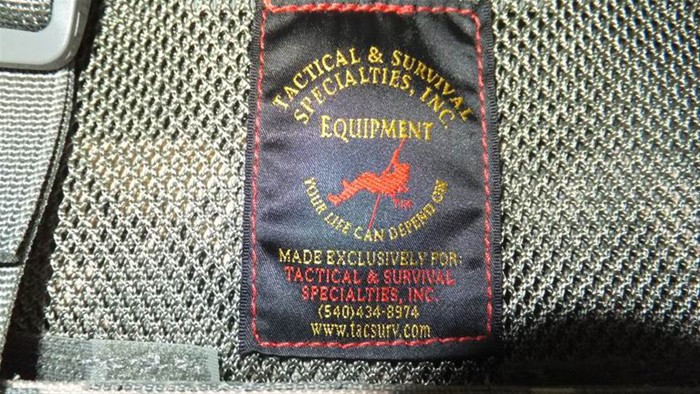 TACTICAL & SURVIVAL
SPECIALTIES, INC.
EQUIPMENT
YOUR LIFE CAN DEPEND ON
MADE EXCLUSIVELY FOR:
TACTICAL & SURVIVAL
SPECIALTIES, INC.
(540)434-8974
www.tacsurv.com